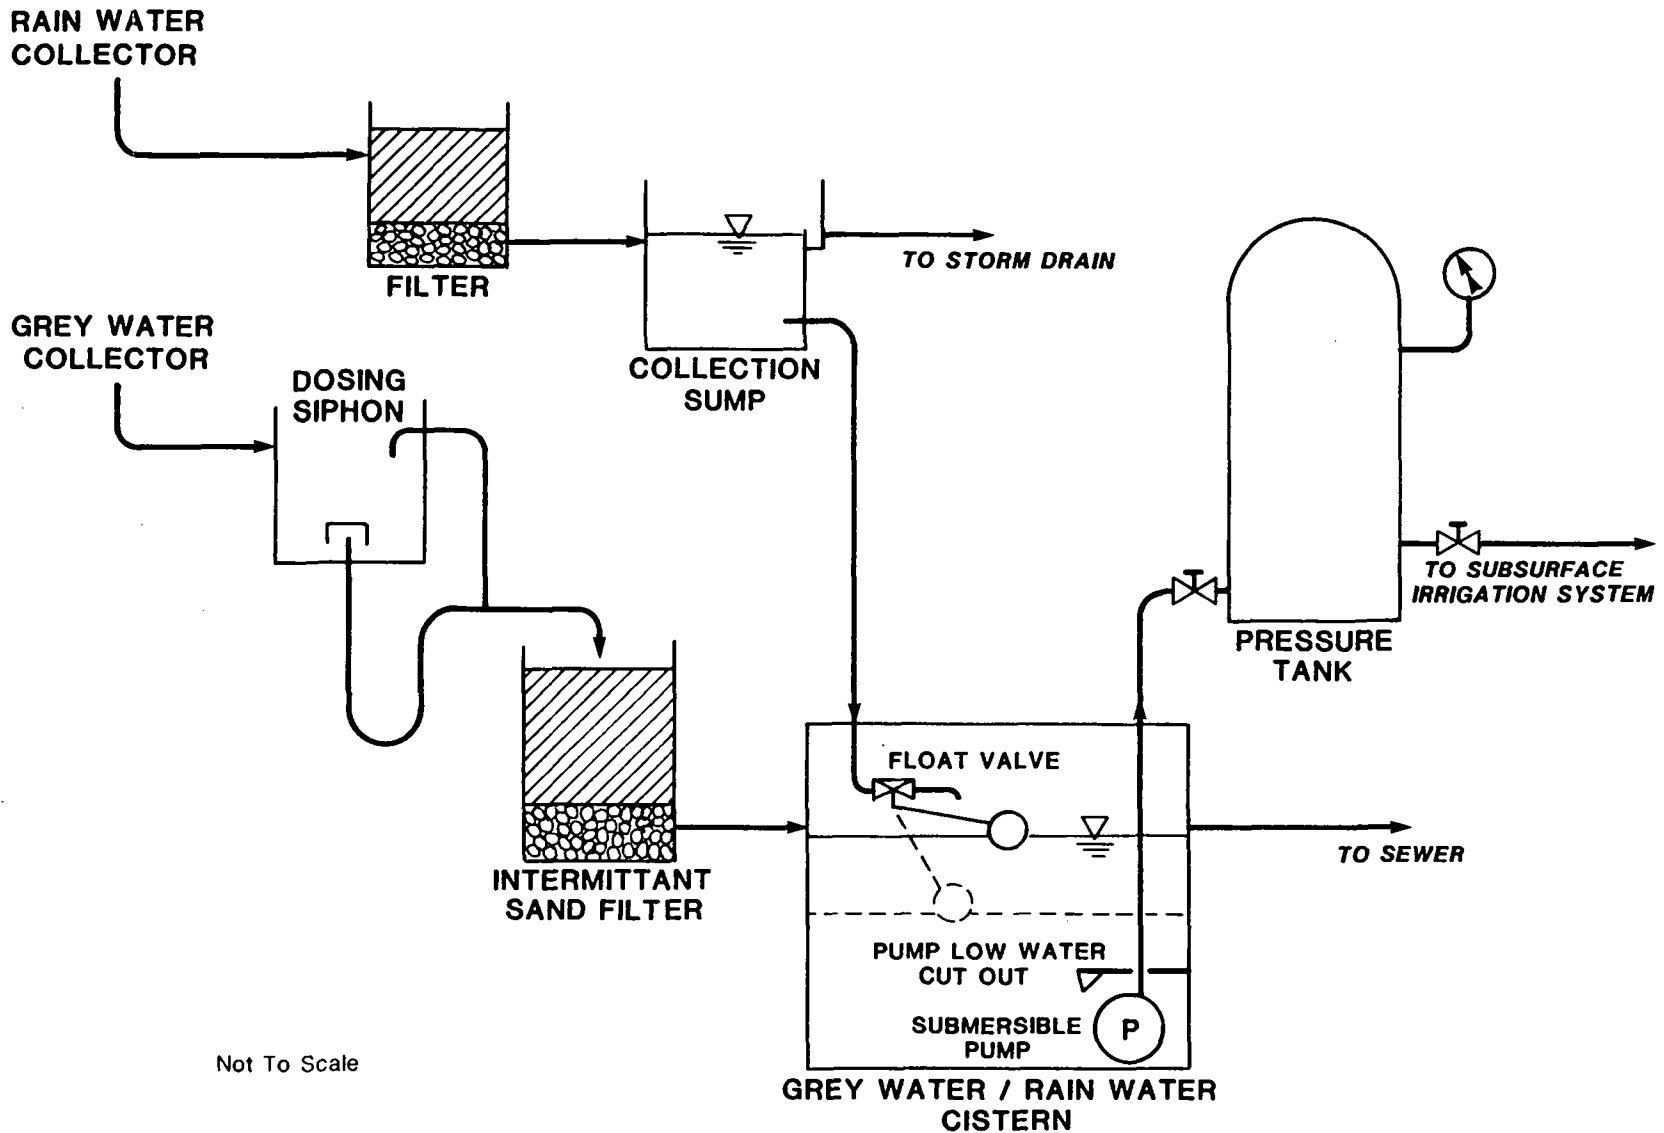 RAIN WATER
COLLECTOR
FILTER
TO STORM DRAIN
GREY WATER
COLLECTOR
DOSING
SIPHON
COLLECTION
SUMP
TO SUBSURFACE
IRRIGATION SYSTEM
PRESSURE
TANK
FLOAT VALVE
TO SEWER
INTERMITTANT
SAND FILTER
PUMP LOW WATER
CUT OUT
SUBMERSIBLE
PUMP
P
Not To Scale
GREY WATER / RAIN WATER
CISTERN